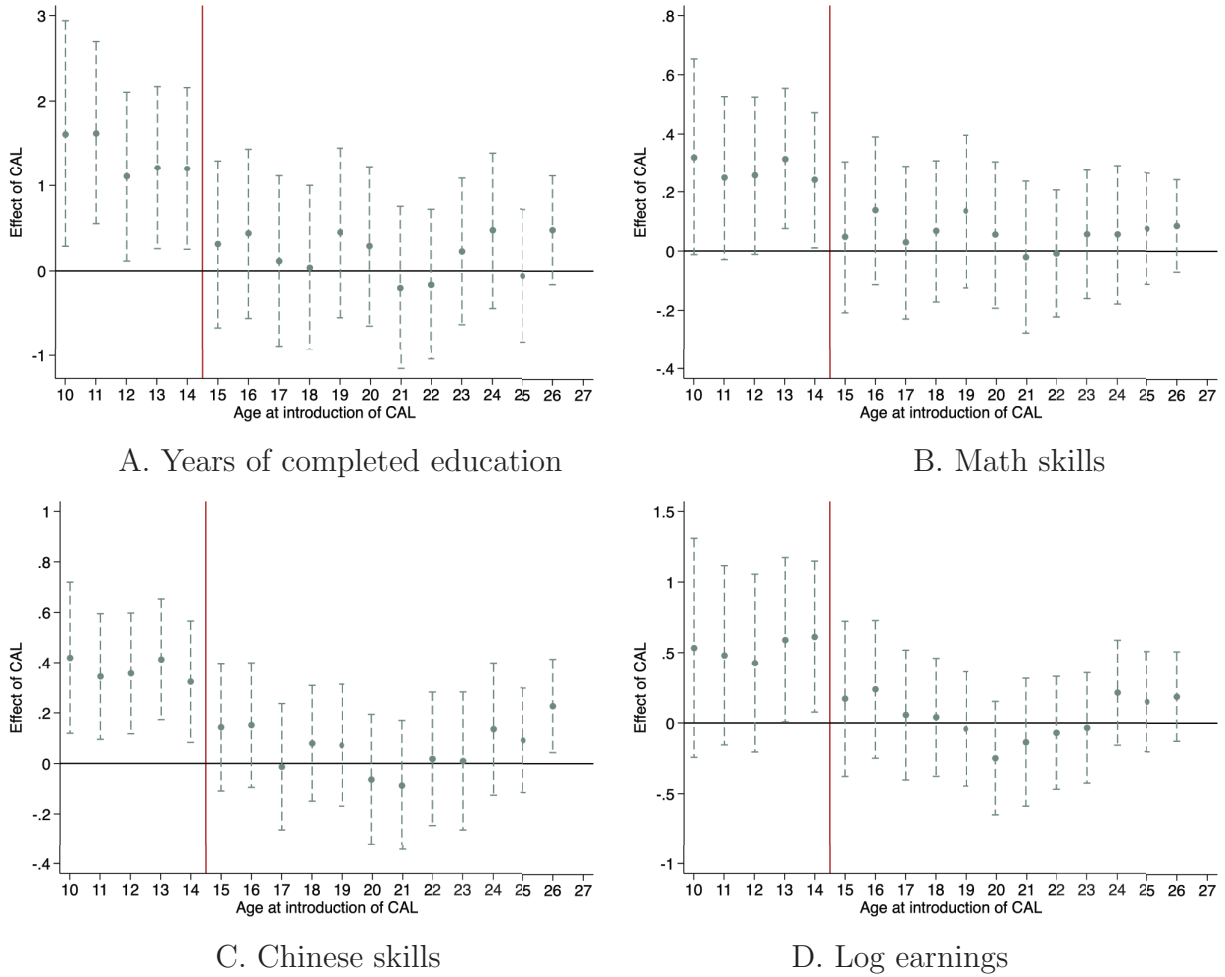 3
2
1
0
-1
Effect of CAL
10 11 12 13 14 15 16 17 18 19 20 21 22 23 24 25 26 27
Age at introduction of CAL
A. Years of completed education
.8
.6
.4
.2
0
-.2
-.4
Effect of CAL
10 11 12 13 14 15 16 17 18 19 20 21 22 23 24 25 26 27
Age at introduction of CAL
B. Math skills
1
.8
.6
.4
.2
0
-.2
-.4
Effect of CAL
10 11 12 13 14 15 16 17 18 19 20 21 22 23 24 25 26 27
Age at introduction of CAL
C. Chinese skills
1.5
1
.5
0
-.5
-1
Effect of CAL
10 11 12 13 14 15 16 17 18 19 20 21 22 23 24 25 26 27
Age at introduction of CAL
D. Log earnings